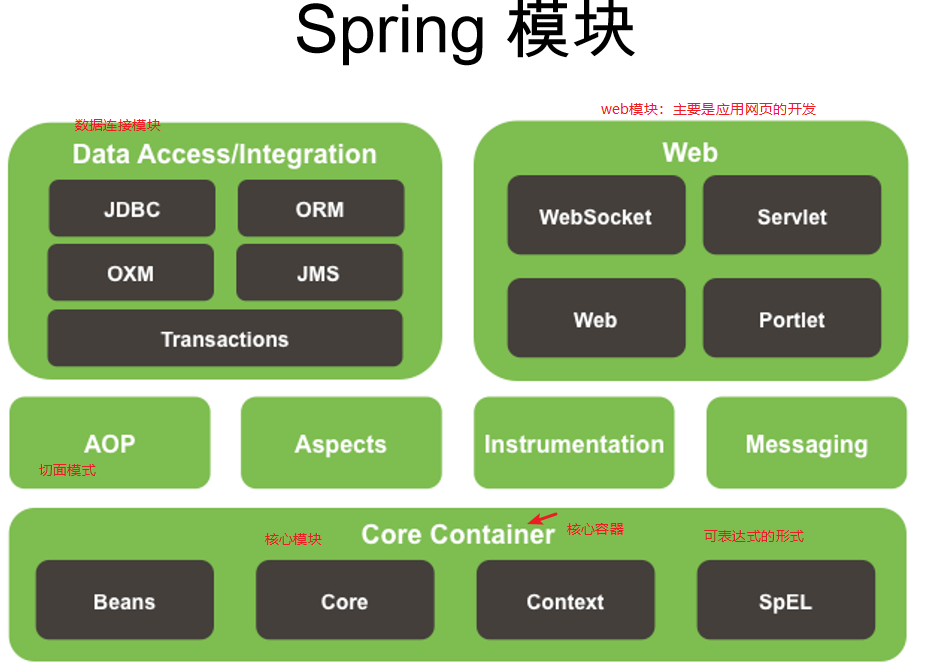 Spring 模块
数据连接模块
web模块：主要是应用网页的开发
Data Access/Integration
JDBC
ORM
OXM
JMS
Transactions
Web
WebSocket
Servlet
Web
Portlet
AOP
切面模式
Aspects
Instrumentation
Messaging
Core Container
核心模块
核心容器
可表达式的形式
Beans
Core
Context
SpEL